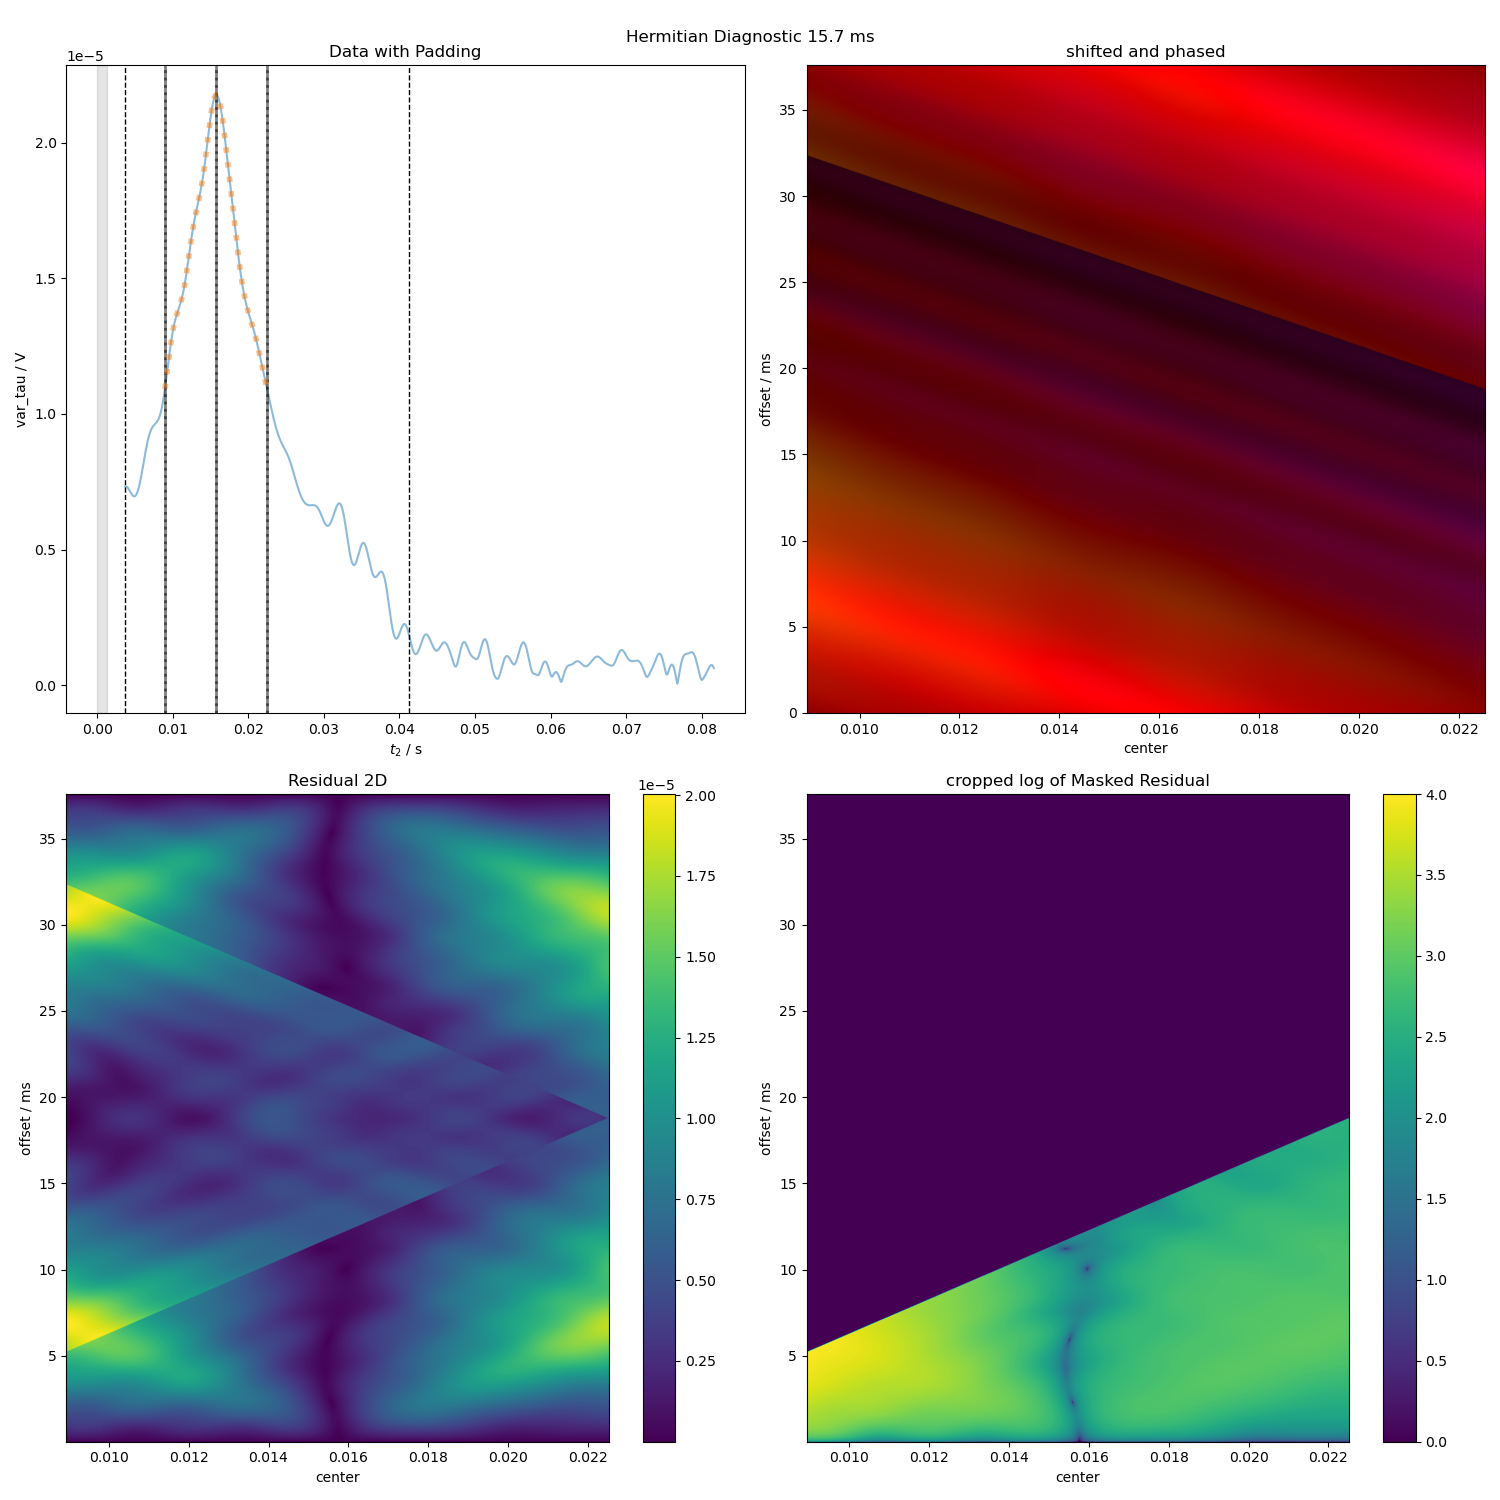 Hermitian Diagnostic 15.7 ms
Data with Padding
1e−5
2.0
1.5
1.0
0.5
0.0
var_tau / V
0.00 0.01 0.02 0.03 0.04 0.05 0.06 0.07 0.08
t2 / s
shifted and phased
35
30
25
20
15
10
5
0
offset / ms
0.010 0.012 0.014 0.016 0.018 0.020 0.022
center
Residual 2D
35
30
25
20
15
10
5
offset / ms
0.010 0.012 0.014 0.016 0.018 0.020 0.022
center
1e−5
2.00
1.75
1.50
1.25
1.00
0.75
0.50
0.25
cropped log of Masked Residual
35
30
25
20
15
10
5
offset / ms
0.010 0.012 0.014 0.016 0.018 0.020 0.022
center
4.0
3.5
3.0
2.5
2.0
1.5
1.0
0.5
0.0